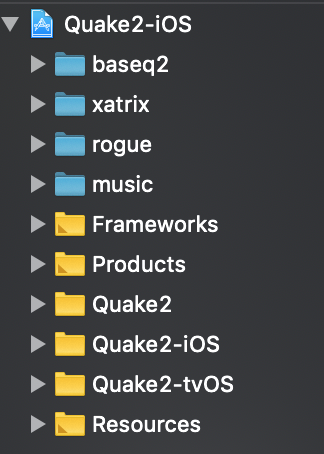 Quake2-iOS
baseq2
xatrix
rogue
music
Frameworks
Products
Quake2
Quake2-iOS
Quake2-tvOS
Resources